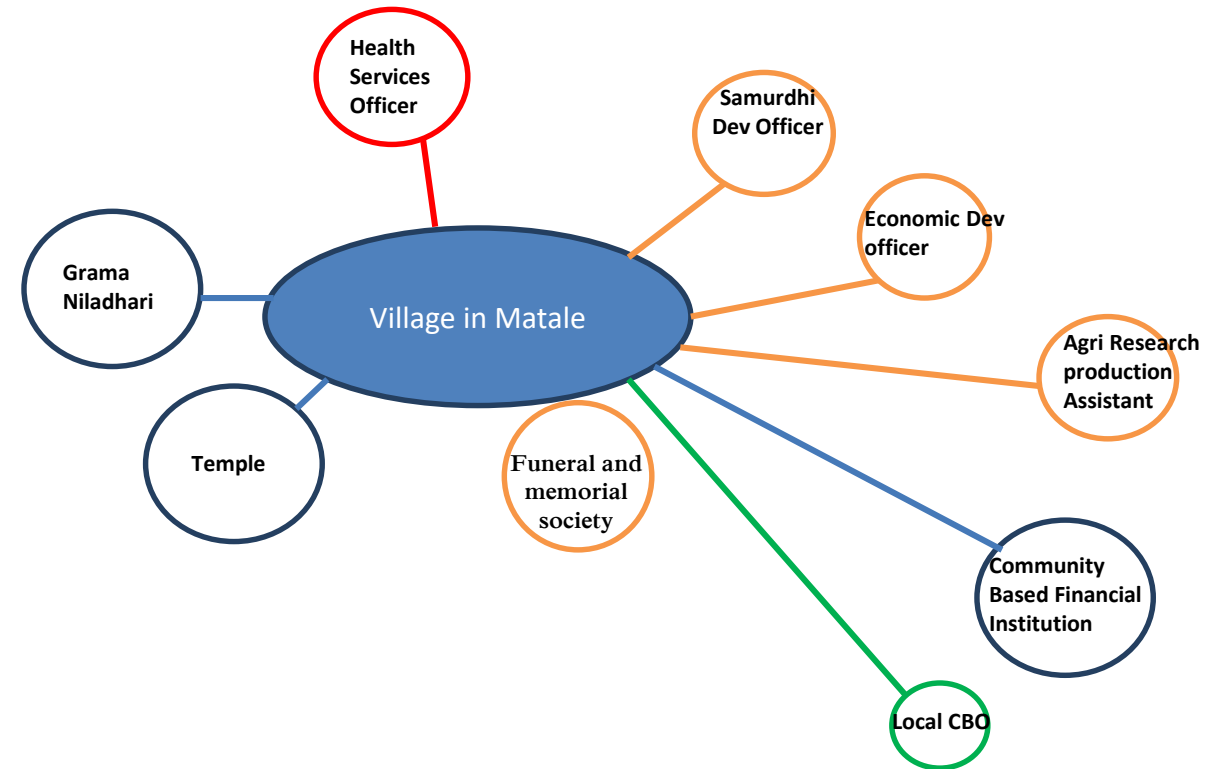 Health
Services
Officer
Samurdhi
Dev Officer
Economic Dev
officer
Grama
Niladhari
Village in Matale
Agri Research
production
Assistant
Temple
Funeral and
memorial
society
Community
Based Financial
Institution
Local CBO